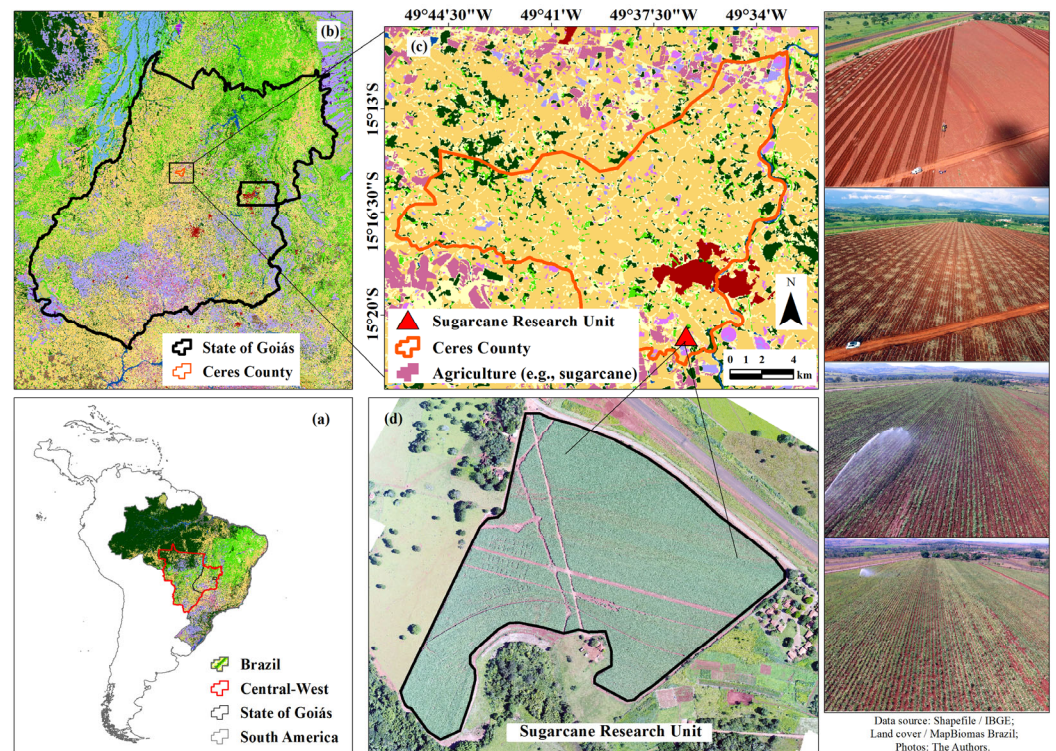 (b)
State of Goiás
Ceres County
49°44'30"W
49°41'W
49°37'30"W
49°34'W
(c)
15°13'S
15°16'30"S
15°20'S
N
Sugarcane Research Unit
Ceres County
Agriculture (e.g., sugarcane)
0 1 2 4
km
(a)
Brazil
Central-West
State of Goiás
South America
(d)
Sugarcane Research Unit
Data source: Shapefile / IBGE;
Land cover / MapBiomas Brazil;
Photos: The Authors.